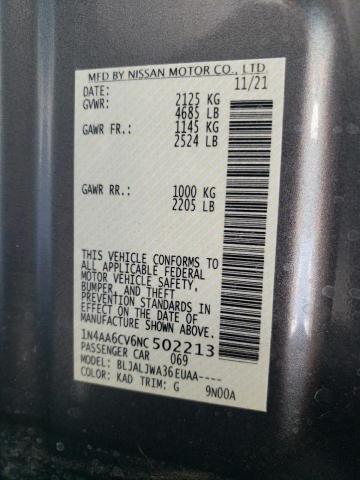 MFD BY NISSAN MOTOR CO., LTD
DATE: 11/21
GVWR: 2125 KG
4685 LB
GAWR FR: 1145 KG
2524 LB
GAWR RR: 1000 KG
2205 LB
THIS VEHICLE CONFORMS TO
ALL APPLICABLE FEDERAL
MOTOR VEHICLE SAFETY,
BUMPER, AND THEFT
PREVENTION STANDARDS IN
EFFECT ON THE DATE OF
MANUFACTURE SHOWN ABOVE.
1N4AA6CV6NC502213
PASSENGER CAR 069
MODEL: BLJALJWA36EUAA----
COLOR: KAD TRIM: G 9N00A